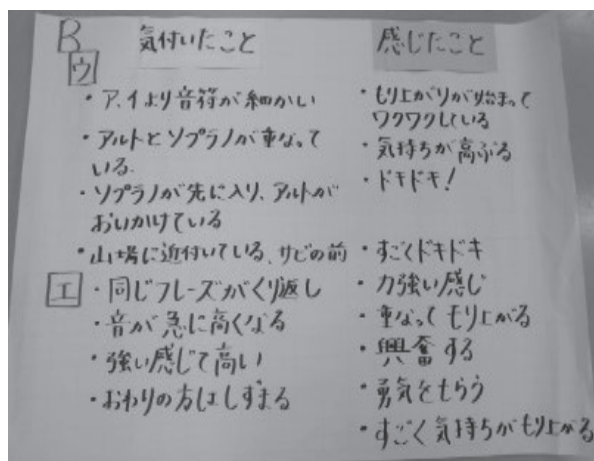 B
気付いたこと
感じたこと
ウ
・ア、イより音符が細かい
・アルトとソプラノが重なって
いる.
・ソプラノが先に入り、アルトが
おいかけている
・山場に近付いている、サビの前
・もり上がりが始まって
ワクワクしている
・気持ちが高ぶる
・ドキドキ!
・すごくドキドキ
エ
・同じフレーズがくり返し
・音が急に高くなる
・強い感じで高い
・おわりの方はしずまる
・力強い感じ
・重なってもり上がる
・興奮する
・勇気をもらう
・すごく気持ちがもり上がる